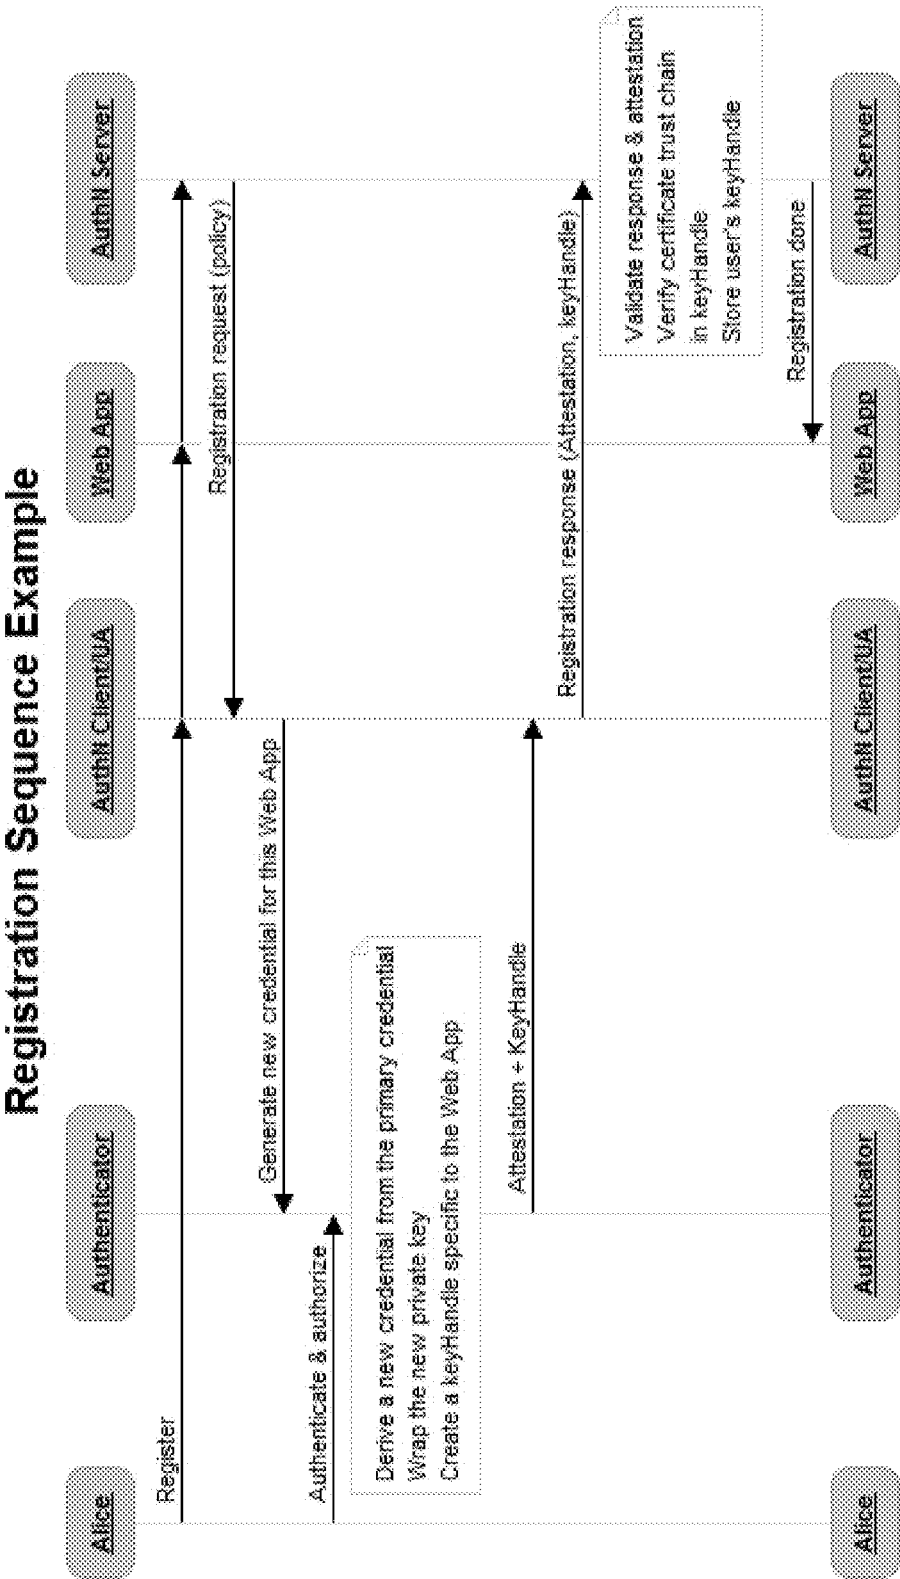 Registration Sequence Example
Alice
Authenticator
AuthN Client/UA
Web App
AuthN Server
Register
Registration request (policy)
Generate new credential for this Web App
Authenticate & authorize
Derive a new credential from the primary credential
Wrap the new private key
Create a keyHandle specific to the Web App
Attestation + KeyHandle
Registration response (Attestation, keyHandle)
Validate response & attestation
Verify certificate trust chain
in keyHandle
Store user's keyHandle
Registration done
Alice
Authenticator
AuthN Client/UA
Web App
AuthN Server